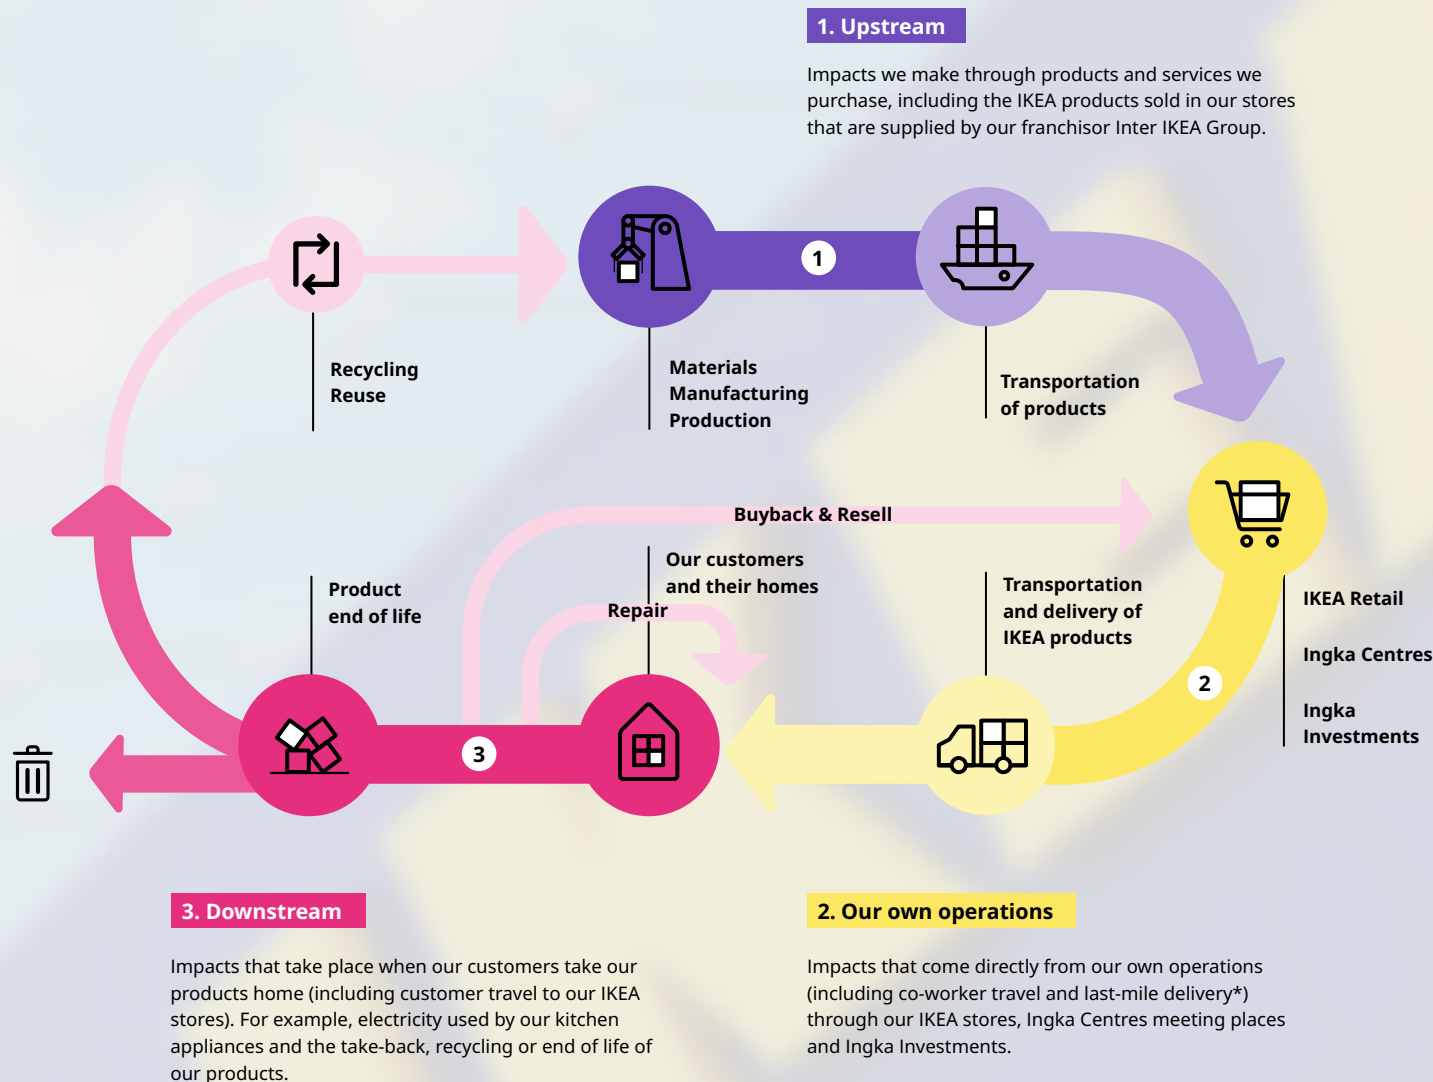 1. Upstream
Impacts we make through products and services we
purchase, including the IKEA products sold in our stores
that are supplied by our franchisor Inter IKEA Group.
1
Recycling
Reuse
Materials
Manufacturing
Production
Transportation
of products
Buyback & Resell
Our customers
and their homes
Repair
Product
end of life
Transportation
and delivery of
IKEA products
IKEA Retail
Ingka Centres
Ingka
Investments
2
3
3. Downstream
Impacts that take place when our customers take our
products home (including customer travel to our IKEA
stores). For example, electricity used by our kitchen
appliances and the take-back, recycling or end of life of
our products.
2. Our own operations
Impacts that come directly from our own operations
(including co-worker travel and last-mile delivery*)
through our IKEA stores, Ingka Centres meeting places
and Ingka Investments.